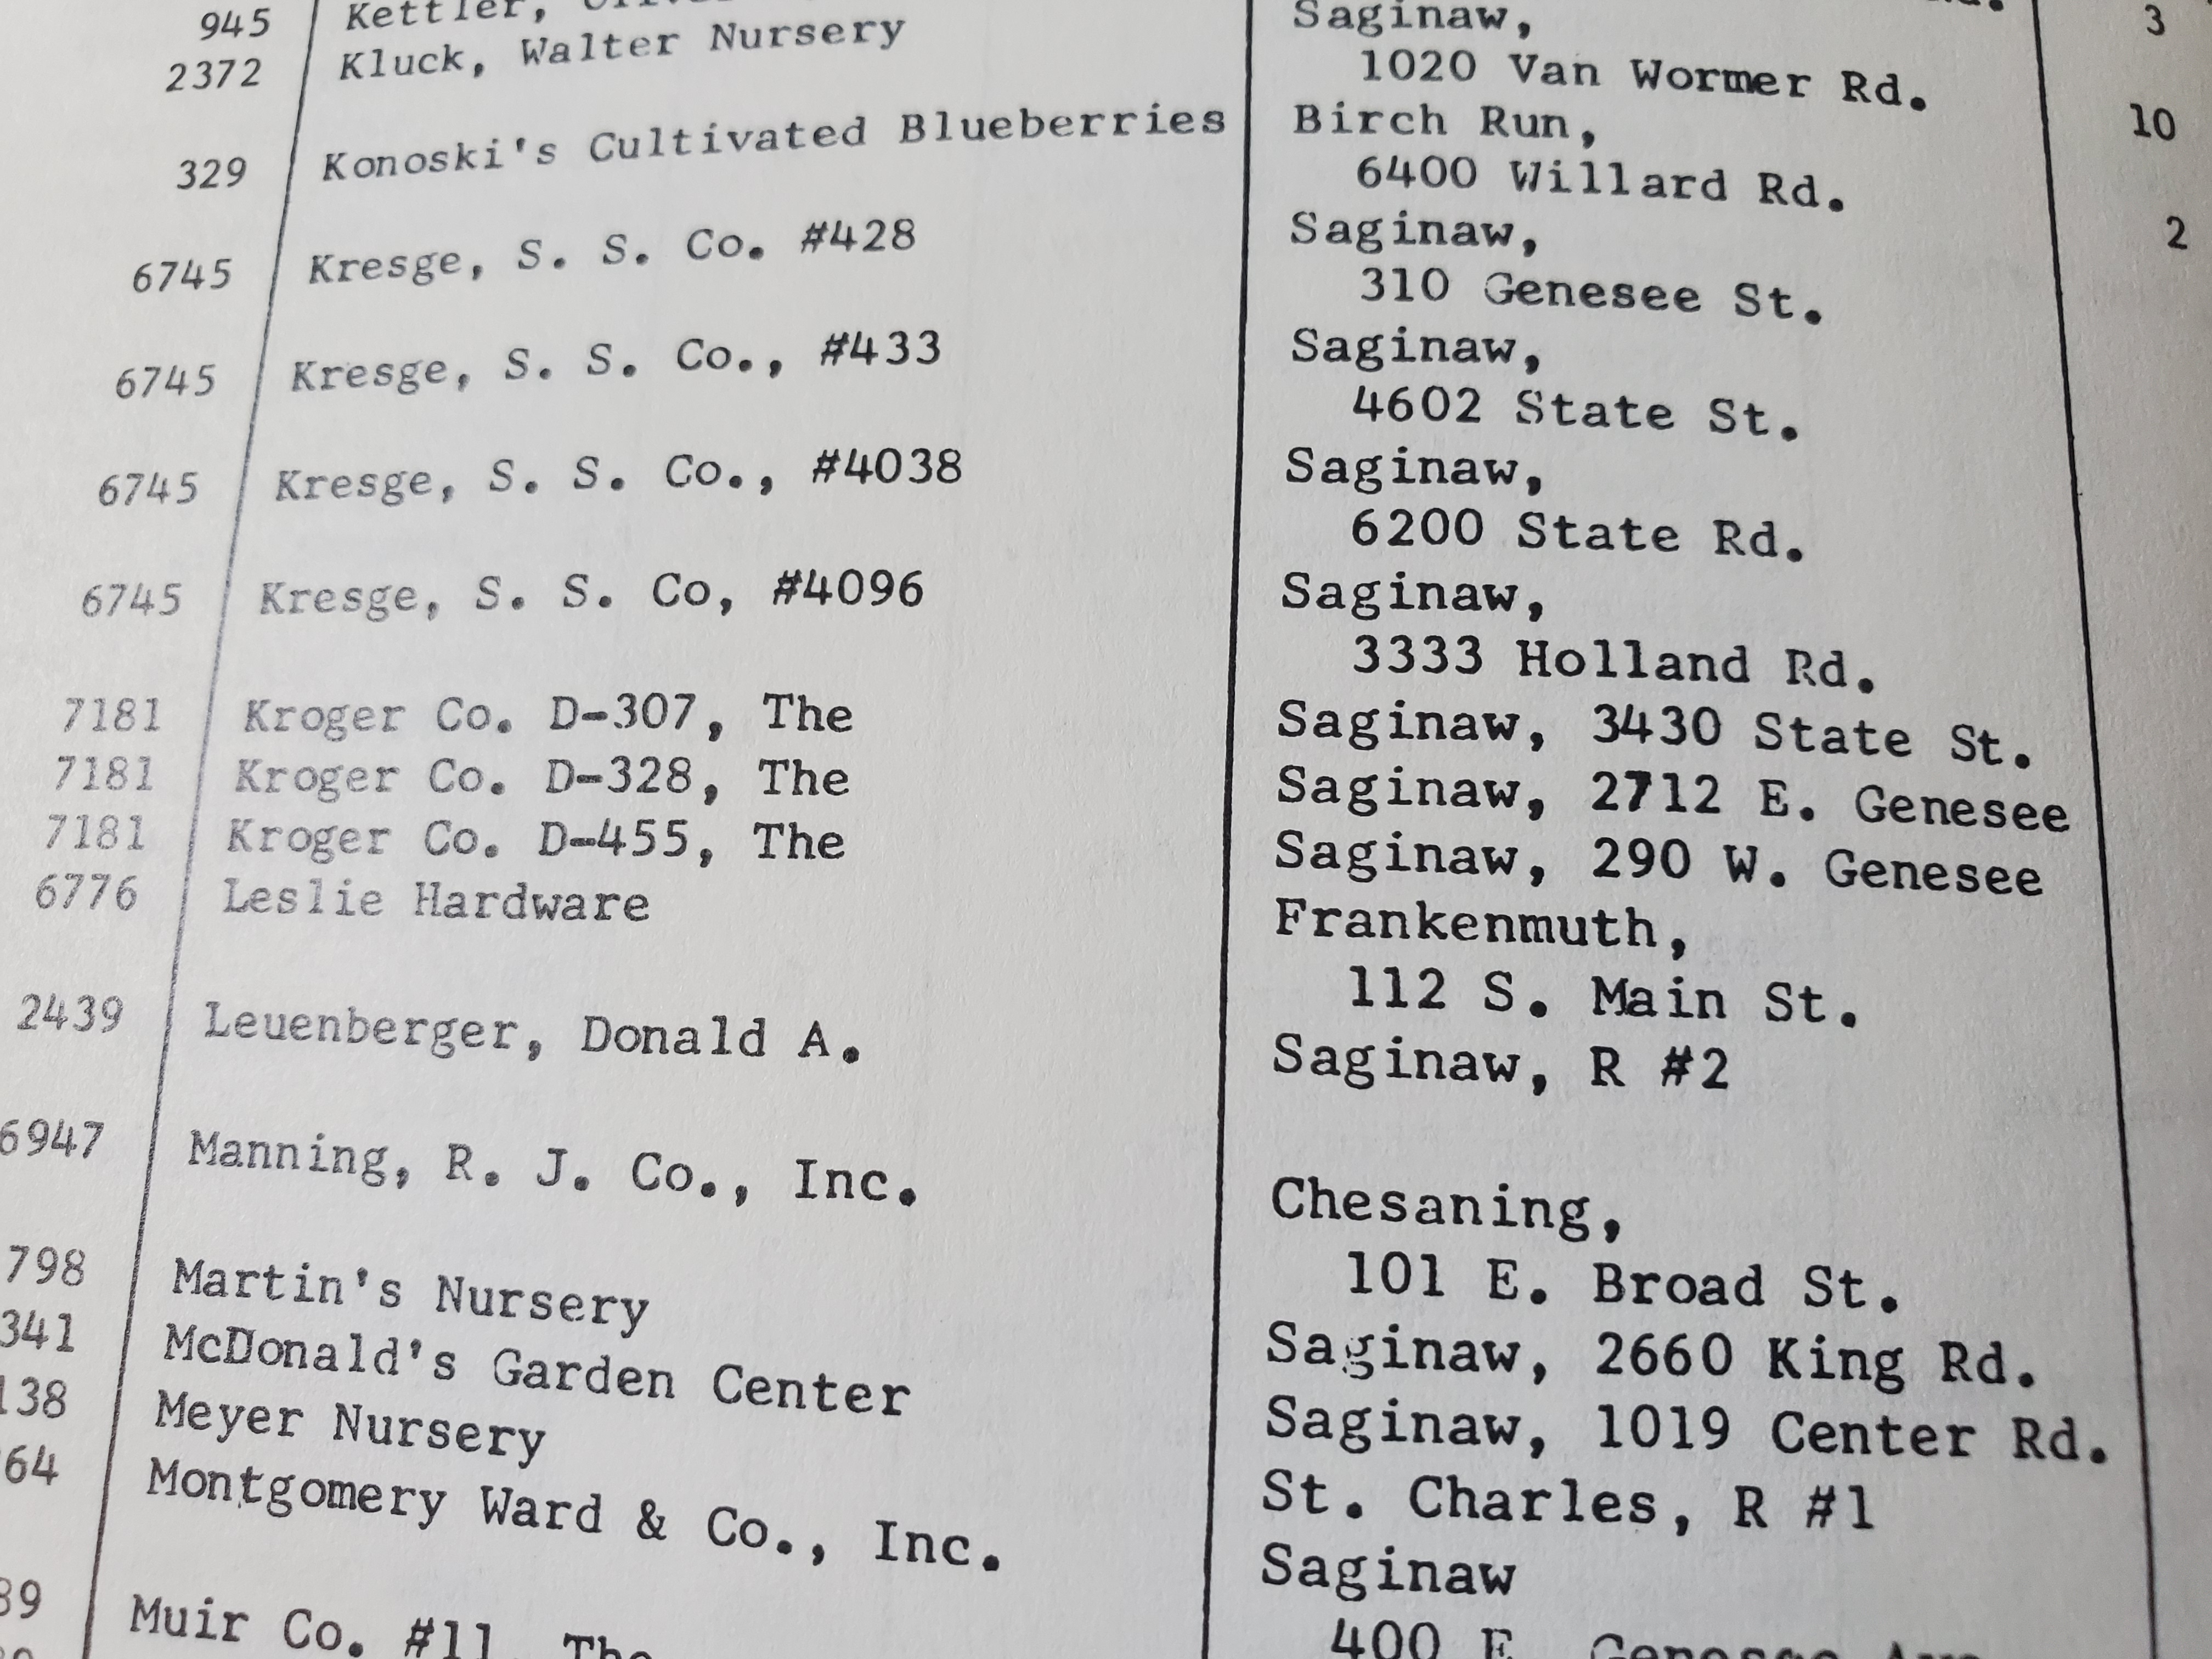 945 Kettler,
2372 Kluck, Walter Nursery Saginaw, 3
1020 Van Wormer Rd.
329 Konoski's Cultivated Blueberries Birch Run, 10
6400 Willard Rd.
6745 Kresge, S. S. Co. #428 Saginaw, 2
310 Genesee St.
6745 Kresge, S. S. Co., #433 Saginaw,
4602 State St.
6745 Kresge, S. S. Co., #4038 Saginaw,
6200 State Rd.
6745 Kresge, S. S. Co, #4096 Saginaw,
3333 Holland Rd.
7181 Kroger Co. D-307, The Saginaw, 3430 State St.
7181 Kroger Co. D-328, The Saginaw, 2712 E. Genesee
7181 Kroger Co. D-455, The Saginaw, 290 W. Genesee
6776 Leslie Hardware Frankenmuth,
112 S. Main St.
2439 Leuenberger, Donald A. Saginaw, R #2
6947 Manning, R. J. Co., Inc. Chesaning,
101 E. Broad St.
798 Martin's Nursery Saginaw, 2660 King Rd.
341 McDonald's Garden Center Saginaw, 1019 Center Rd.
138 Meyer Nursery St. Charles, R #1
64 Montgomery Ward & Co., Inc. Saginaw
400 E. Genesee Ave
39 Muir Co. #11, The